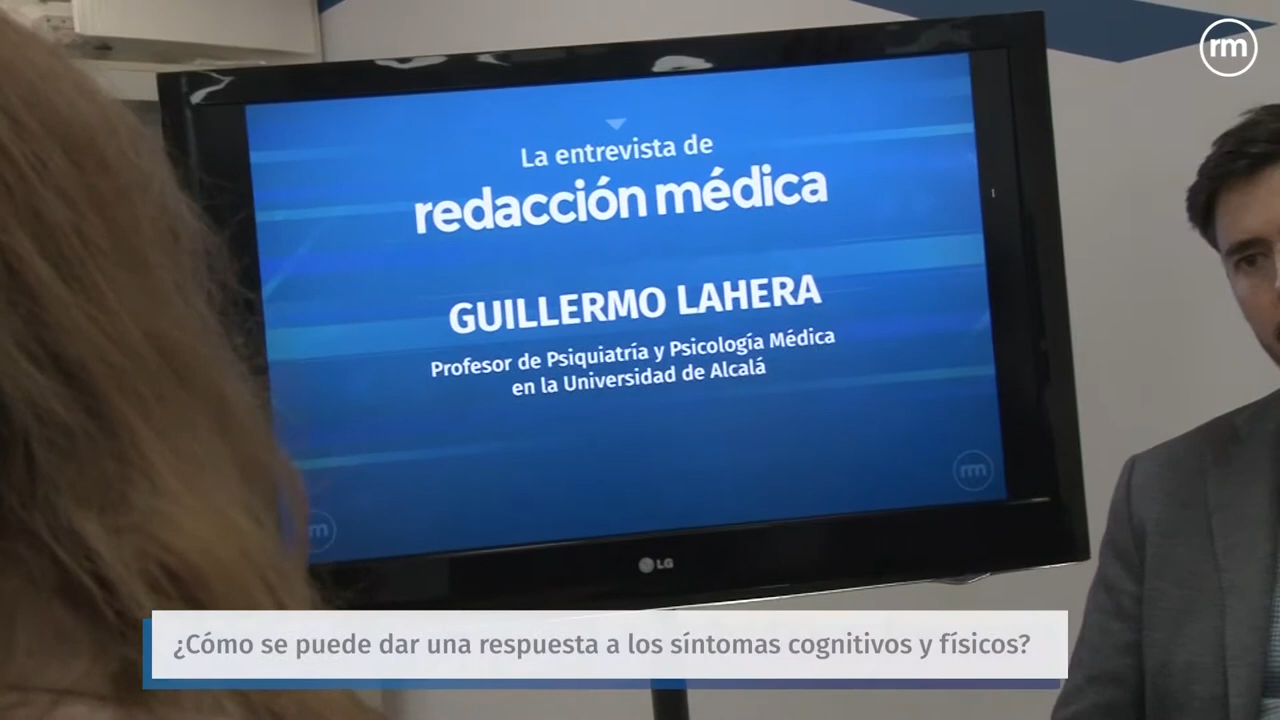 rm
La entrevista de
redacción médica
GUILLERMO LAHERA
Profesor de Psiquiatría y Psicología Médica
en la Universidad de Alcalá
rm
rm
LG
¿Cómo se puede dar una respuesta a los síntomas cognitivos y físicos?